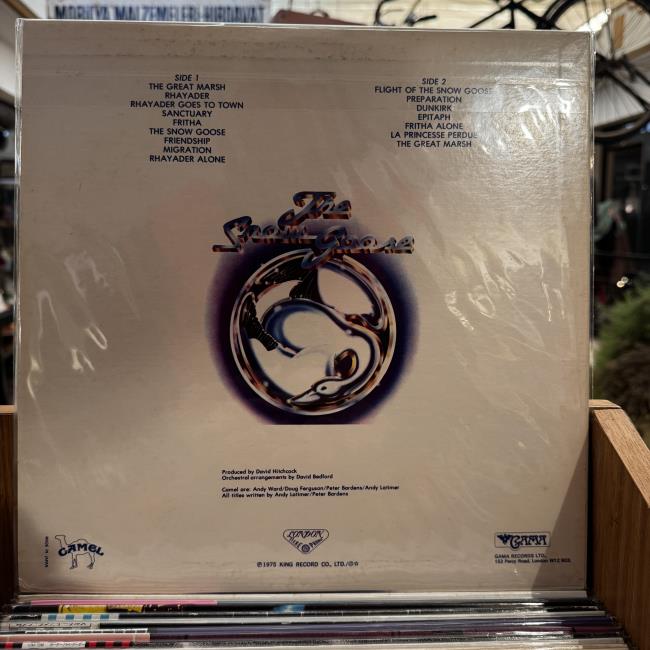 MOBİLYA MALZEMELERİ HIRDAVAT
SIDE 1
THE GREAT MARSH
RHAYADER
RHAYADER GOES TO TOWN
SANCTUARY
FRITHA
THE SNOW GOOSE
FRIENDSHIP
MIGRATION
RHAYADER ALONE
SIDE 2
FLIGHT OF THE SNOW GOOSE
PREPARATION
DUNKIRK
EPITAPH
FRITHA ALONE
LA PRINCESSE PERDUE
THE GREAT MARSH
The
Snow Goose
Produced by David Hitchcock
Orchestral arrangements by David Bedford
Camel are: Andy Ward/Doug Ferguson/Peter Bardens/Andy Latimer
All titles written by Andy Latimer/Peter Bardens
CAMEL
MADE IN JAPAN
LONDON
℗1975 KING RECORD CO., LTD./
GAMA
GAMA RECORDS LTD.,